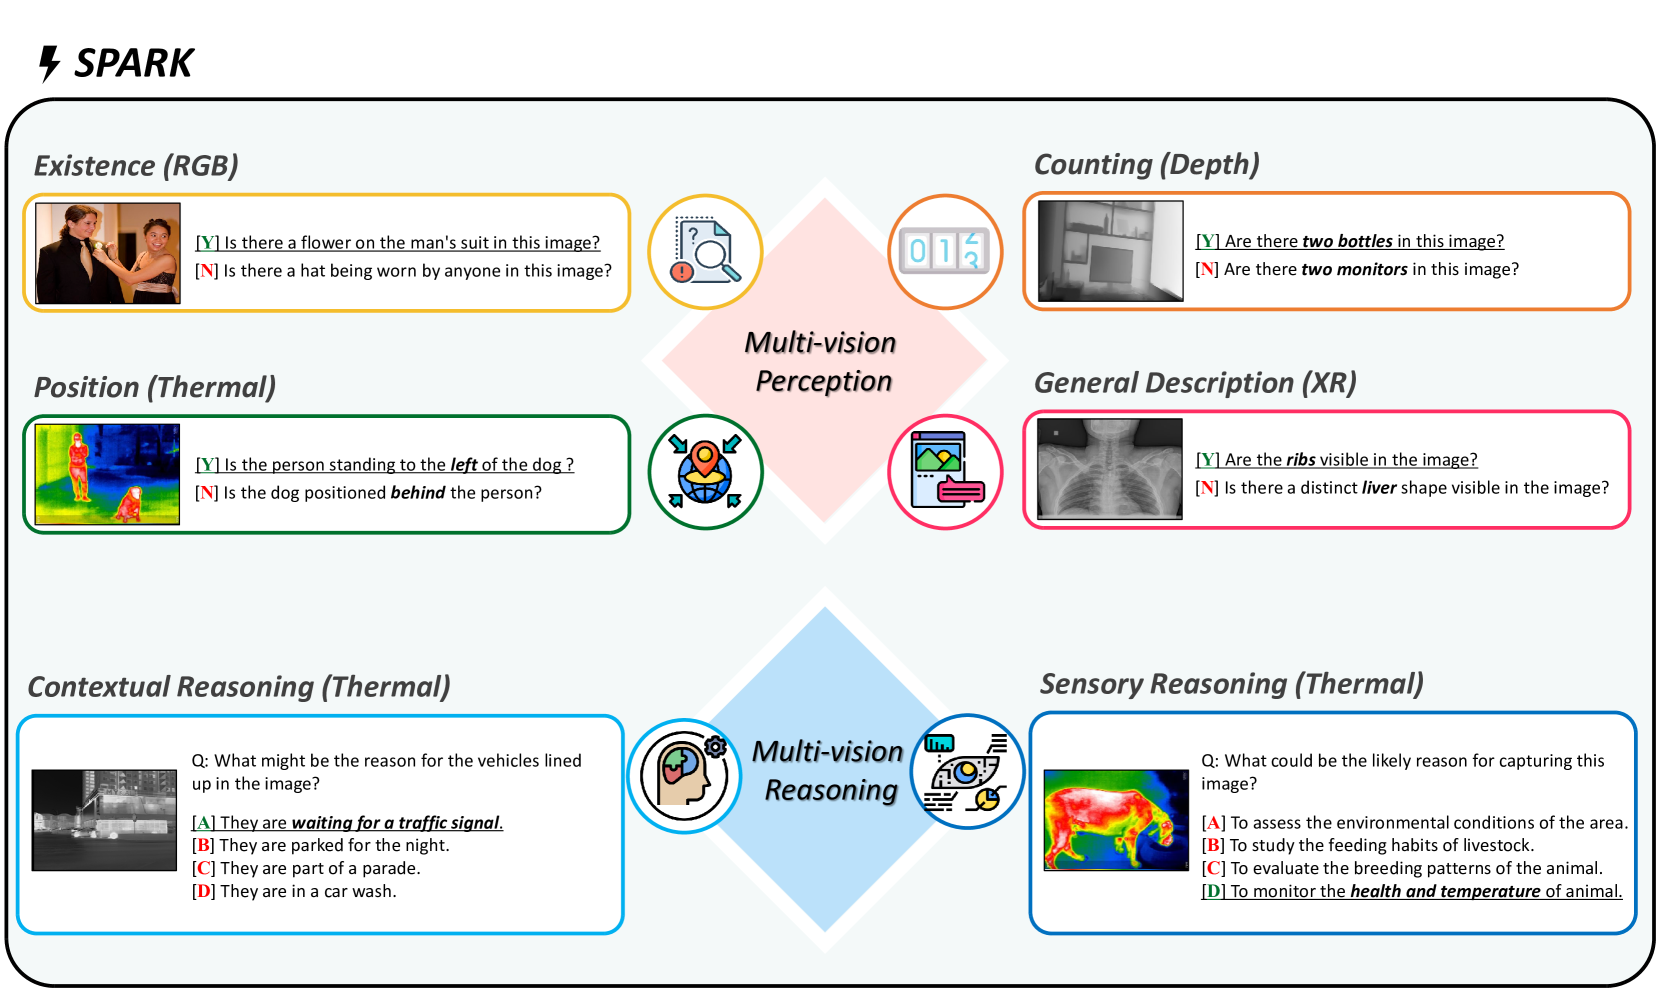 SPARK
Existence (RGB)
[Y] Is there a flower on the man's suit in this image?
[N] Is there a hat being worn by anyone in this image?
Counting (Depth)
[Y] Are there two bottles in this image?
[N] Are there two monitors in this image?
?
!
0 1 2 3
Multi-vision
Perception
Position (Thermal)
[Y] Is the person standing to the left of the dog ?
[N] Is the dog positioned behind the person?
General Description (XR)
[Y] Are the ribs visible in the image?
[N] Is there a distinct liver shape visible in the image?
Contextual Reasoning (Thermal)
Q: What might be the reason for the vehicles lined
up in the image?
[A] They are waiting for a traffic signal.
[B] They are parked for the night.
[C] They are part of a parade.
[D] They are in a car wash.
Multi-vision
Reasoning
Sensory Reasoning (Thermal)
Q: What could be the likely reason for capturing this
image?
[A] To assess the environmental conditions of the area.
[B] To study the feeding habits of livestock.
[C] To evaluate the breeding patterns of the animal.
[D] To monitor the health and temperature of animal.